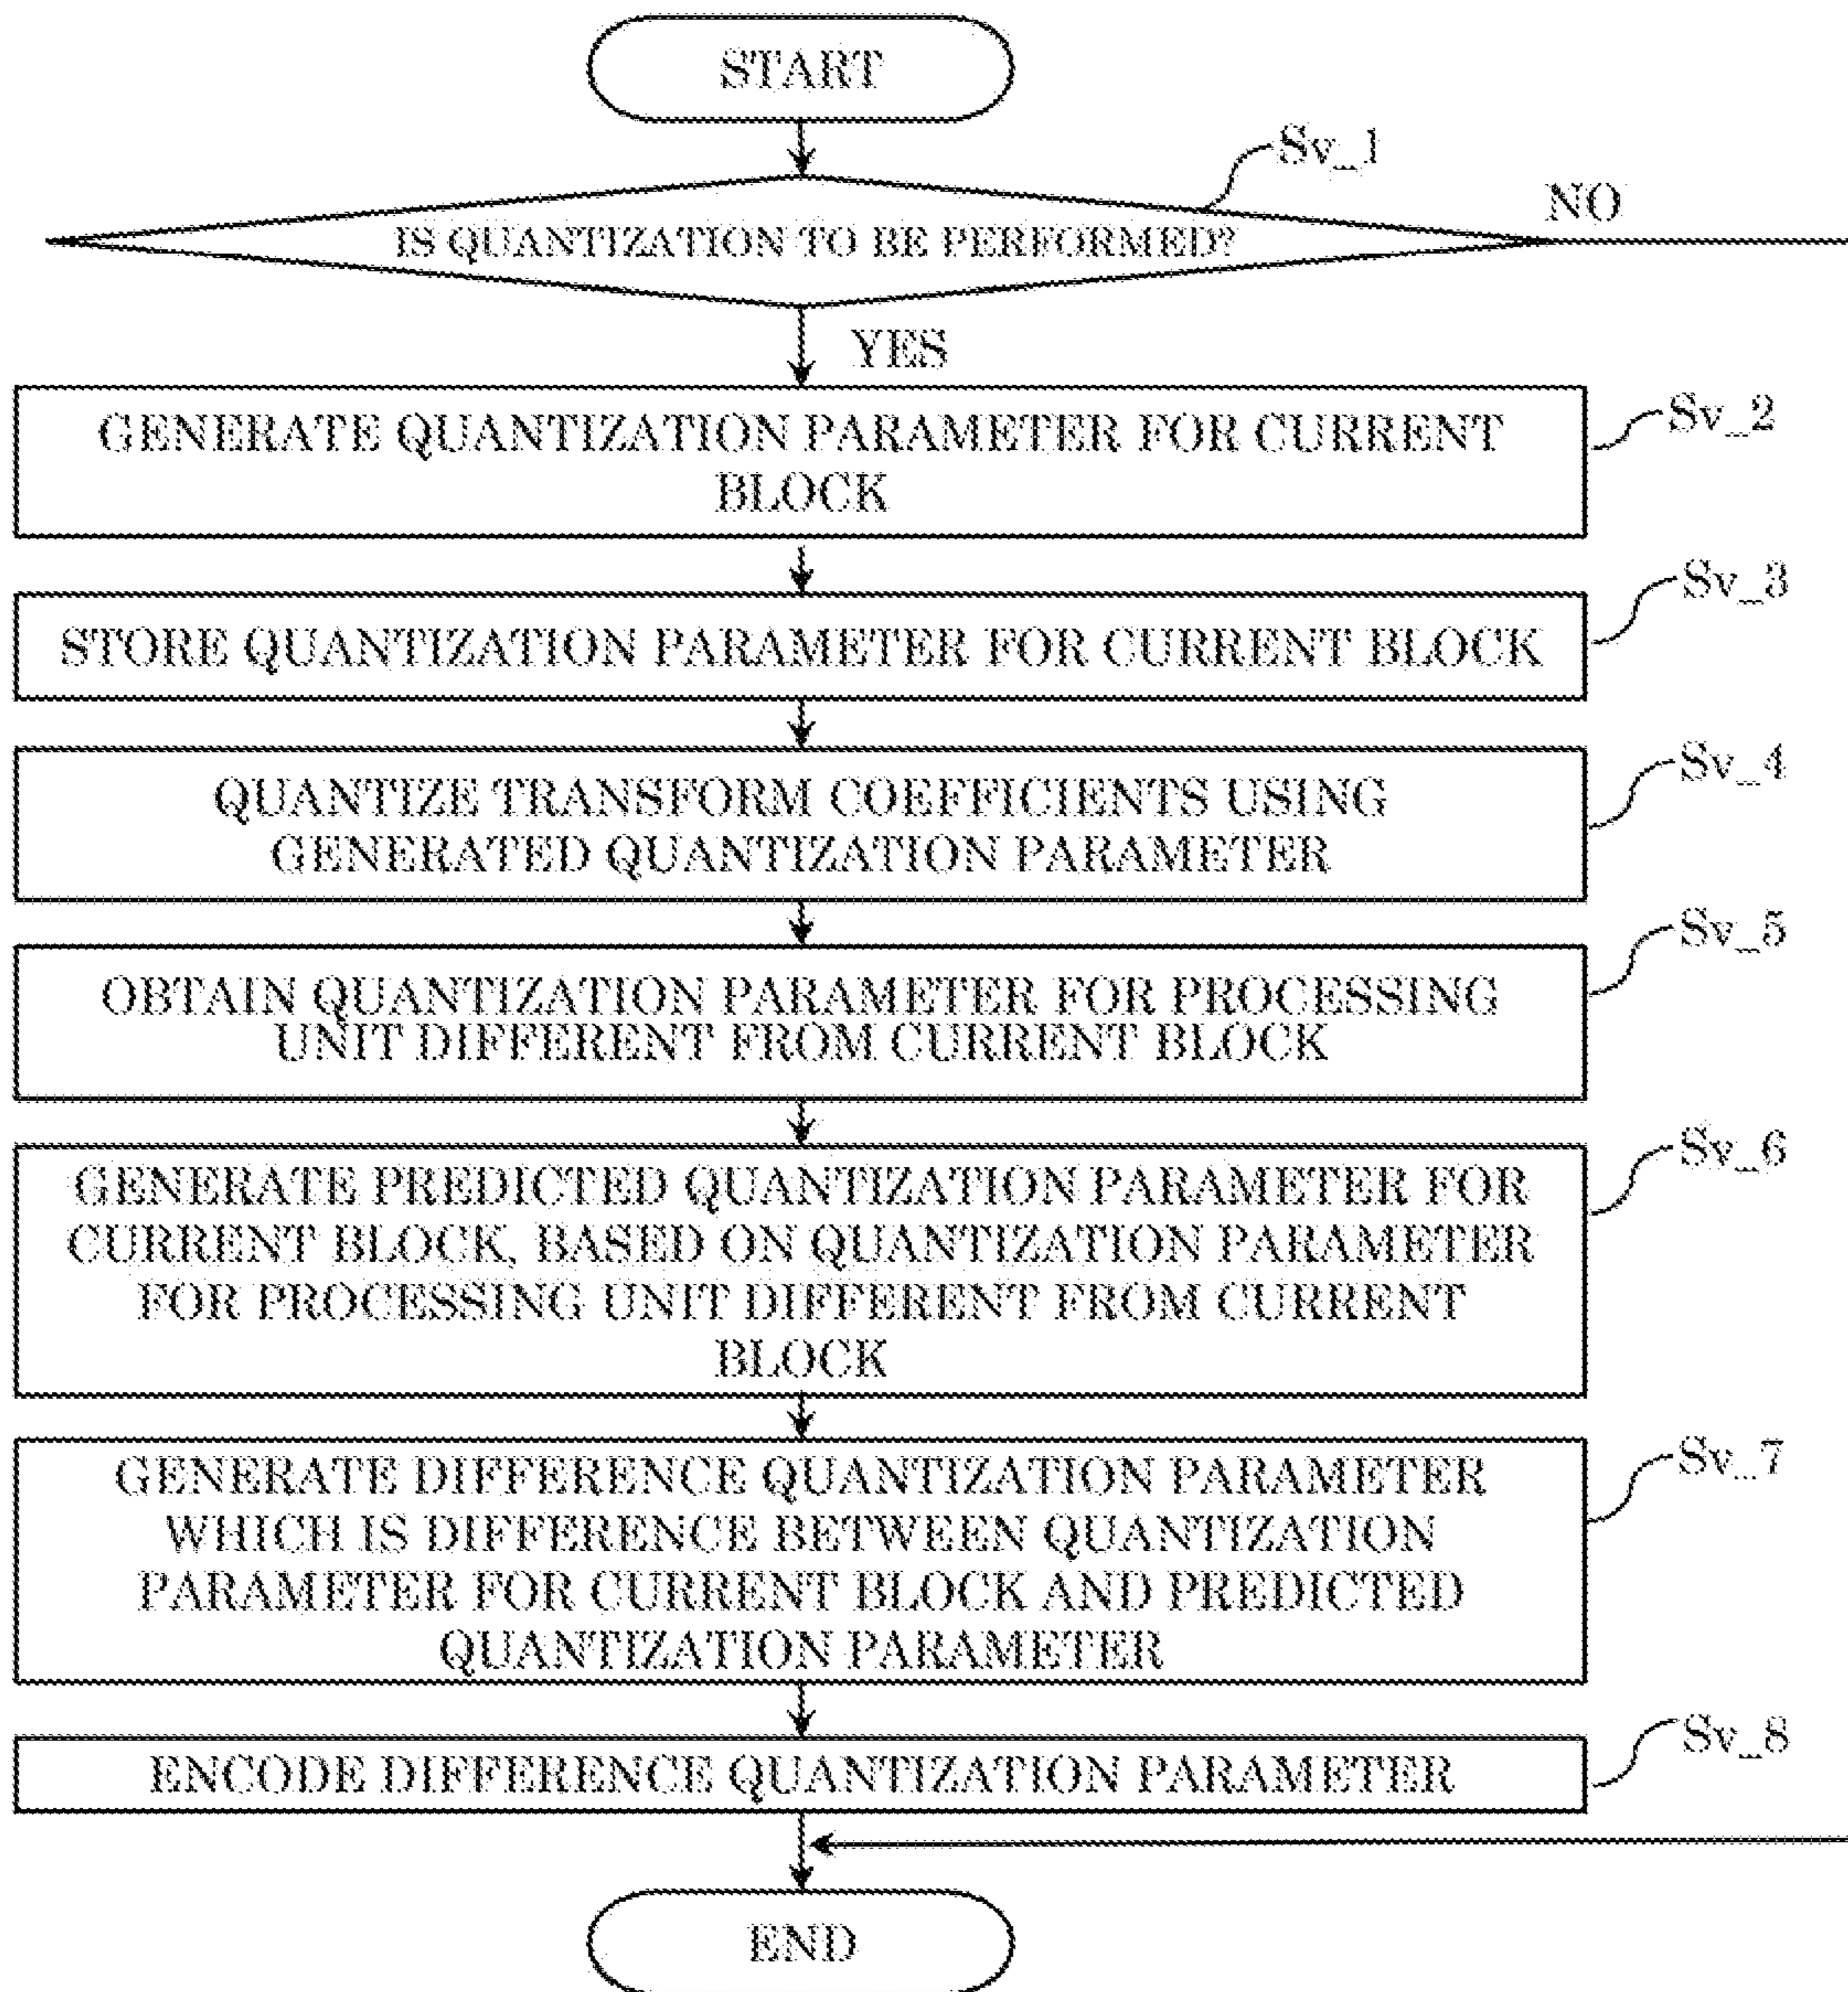 START
Sv_1
NO
IS QUANTIZATION TO BE PERFORMED?
YES
GENERATE QUANTIZATION PARAMETER FOR CURRENT
BLOCK
Sv_2
STORE QUANTIZATION PARAMETER FOR CURRENT BLOCK
Sv_3
QUANTIZE TRANSFORM COEFFICIENTS USING
GENERATED QUANTIZATION PARAMETER
Sv_4
OBTAIN QUANTIZATION PARAMETER FOR PROCESSING
UNIT DIFFERENT FROM CURRENT BLOCK
Sv_5
GENERATE PREDICTED QUANTIZATION PARAMETER FOR
CURRENT BLOCK, BASED ON QUANTIZATION PARAMETER
FOR PROCESSING UNIT DIFFERENT FROM CURRENT
BLOCK
Sv_6
GENERATE DIFFERENCE QUANTIZATION PARAMETER
WHICH IS DIFFERENCE BETWEEN QUANTIZATION
PARAMETER FOR CURRENT BLOCK AND PREDICTED
QUANTIZATION PARAMETER
Sv_7
ENCODE DIFFERENCE QUANTIZATION PARAMETER
Sv_8
END